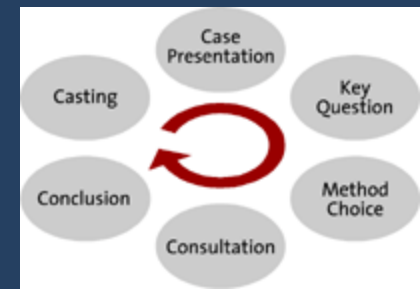 Case
Presentation
Key
Question
Method
Choice
Consultation
Conclusion
Casting